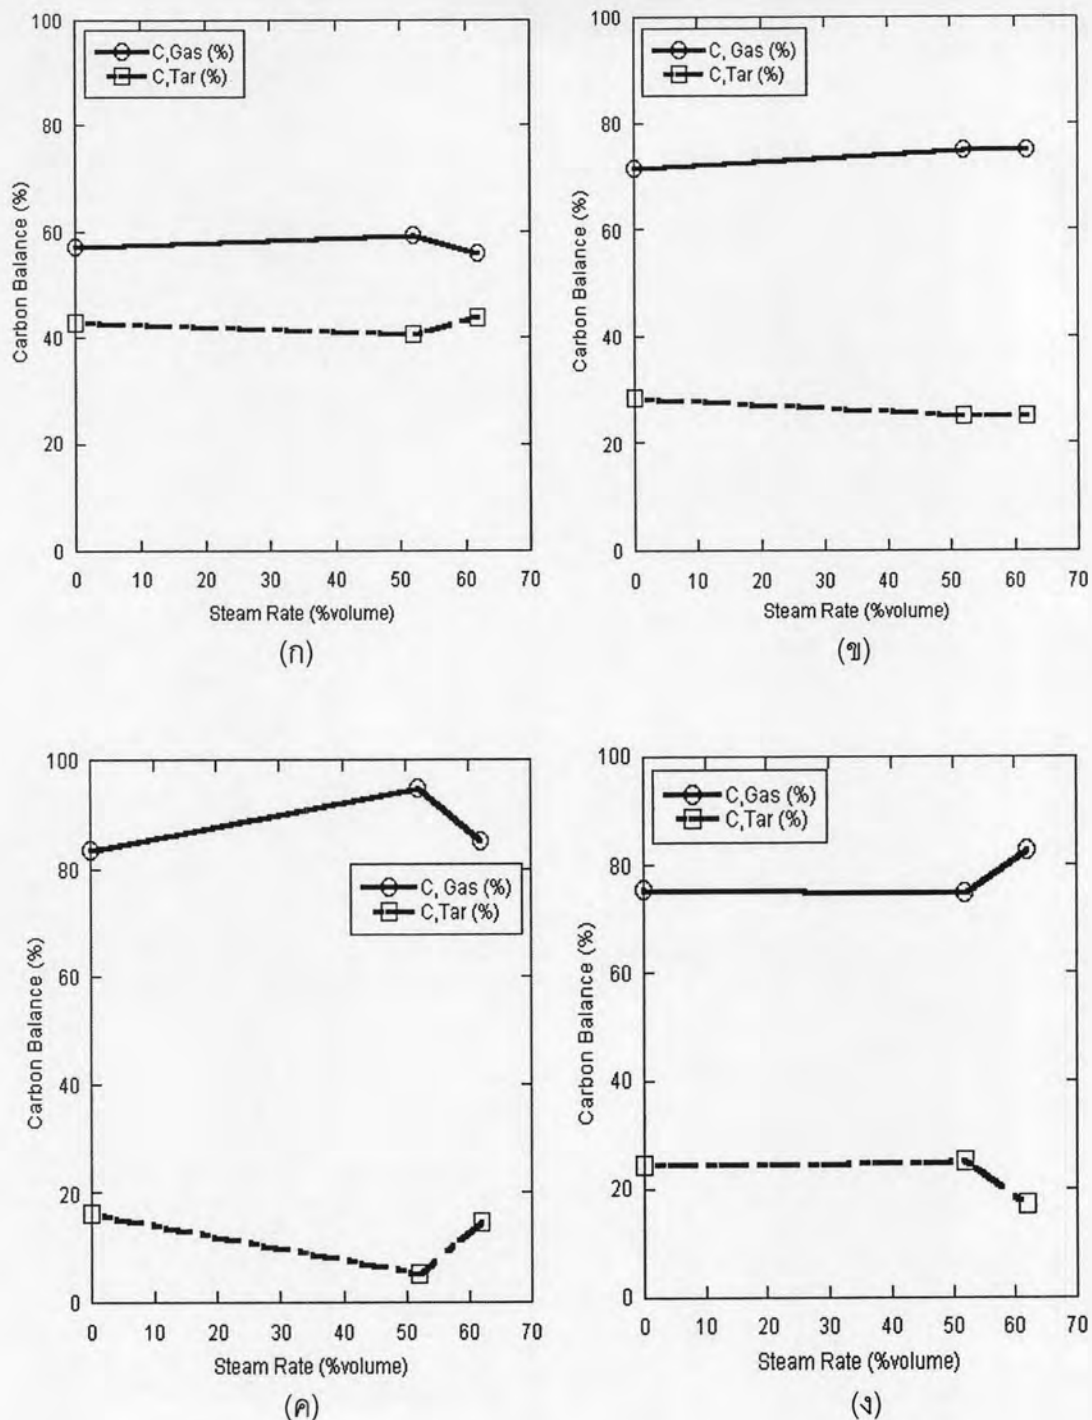 100
80
60
40
20
0
Carbon Balance (%)
C,Gas (%)
C,Tar (%)
0 10 20 30 40 50 60 70
Steam Rate (%volume)
(ก)
100
80
60
40
20
0
Carbon Balance (%)
C, Gas (%)
C,Tar (%)
0 10 20 30 40 50 60 70
Steam Rate (%volume)
(ข)
100
80
60
40
20
0
Carbon Balance (%)
C, Gas (%)
C,Tar (%)
0 10 20 30 40 50 60 70
Steam Rate (%volume)
(ค)
100
80
60
40
20
0
Carbon Balance (%)
C,Gas (%)
C,Tar (%)
0 10 20 30 40 50 60 70
Steam Rate (%volume)
(ง)